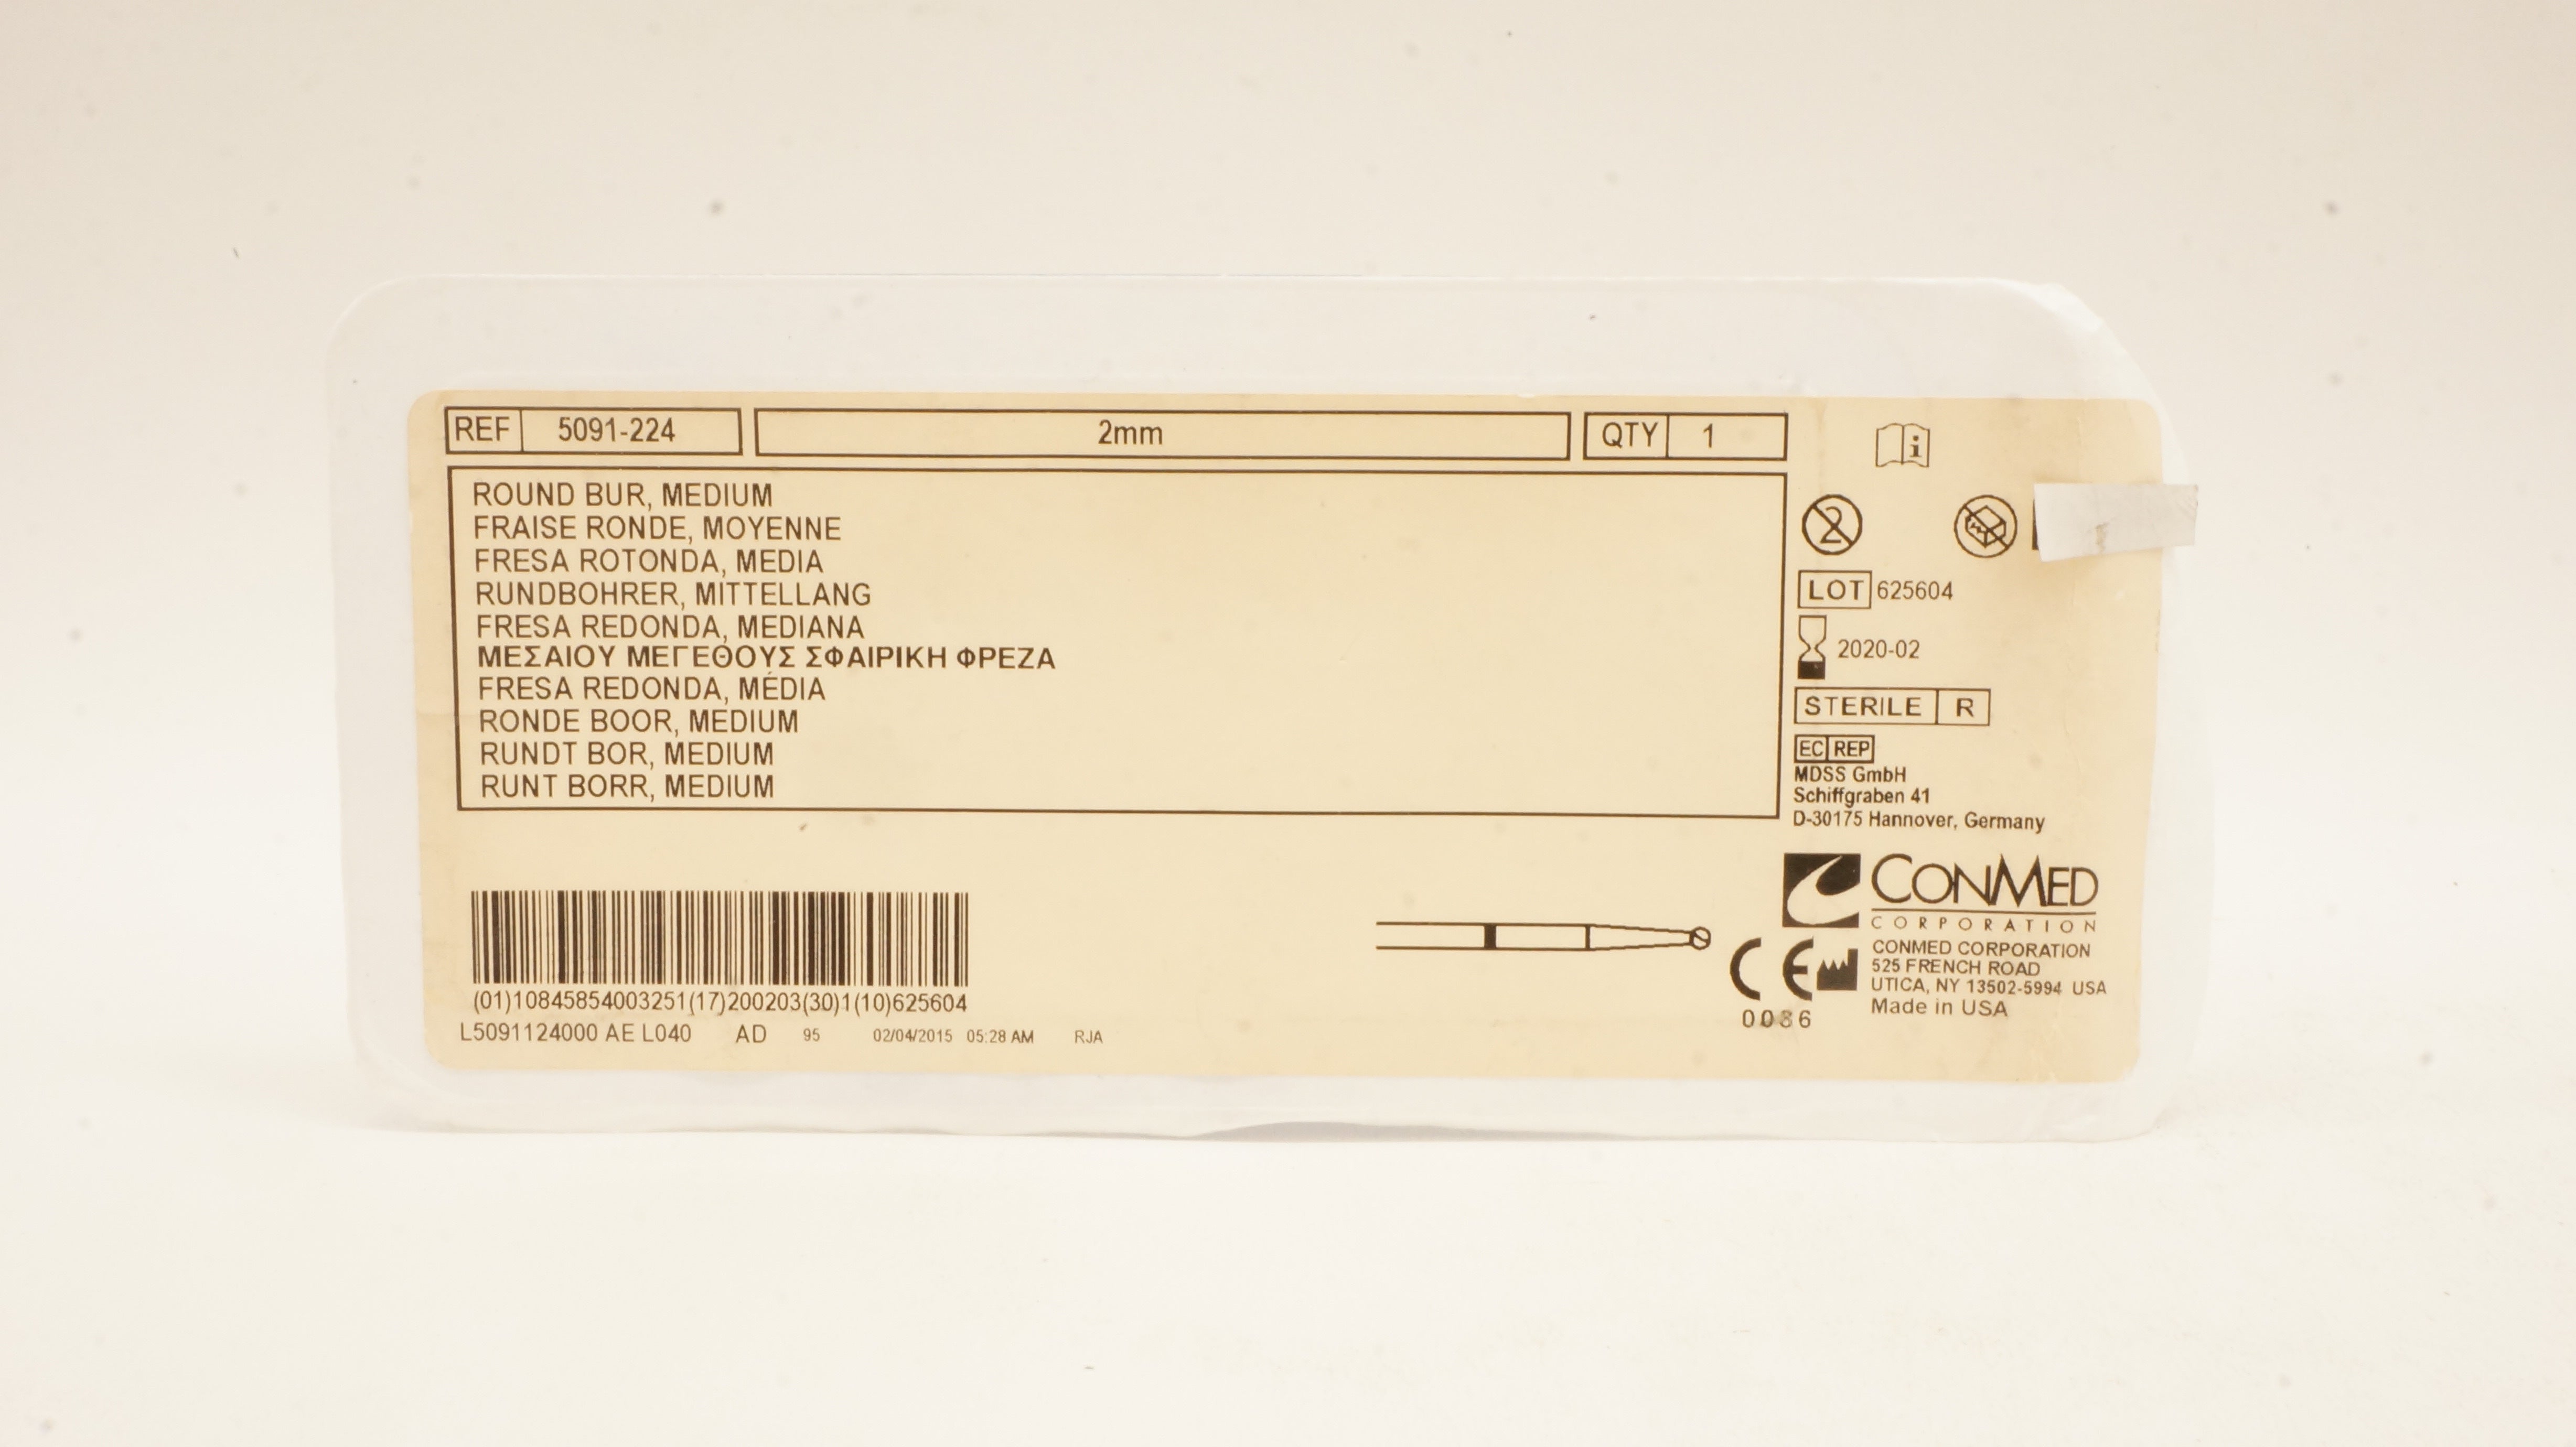 REF 5091-224 2mm QTY 1
ROUND BUR, MEDIUM
FRAISE RONDE, MOYENNE
FRESA ROTONDA, MEDIA
RUNDBOHRER, MITTELLANG
FRESA REDONDA, MEDIANA
ΜΕΣΑΙΟΥ ΜΕΓΕΘΟΥΣ ΣΦΑΙΡΙΚΗ ΦΡΕΖΑ
FRESA REDONDA, MÉDIA
RONDE BOOR, MEDIUM
RUNDT BOR, MEDIUM
RUNT BORR, MEDIUM
i
2
LOT 625604
2020-02
STERILE R
EC REP
MDSS GmbH
Schiffgraben 41
D-30175 Hannover, Germany
CONMED
CORPORATION
CONMED CORPORATION
525 FRENCH ROAD
UTICA, NY 13502-5994 USA
Made in USA
CE
0086
(01)10845854003251(17)200203(30)1(10)625604
L5091124000 AE L040 AD 95 02/04/2015 05:28 AM RJA